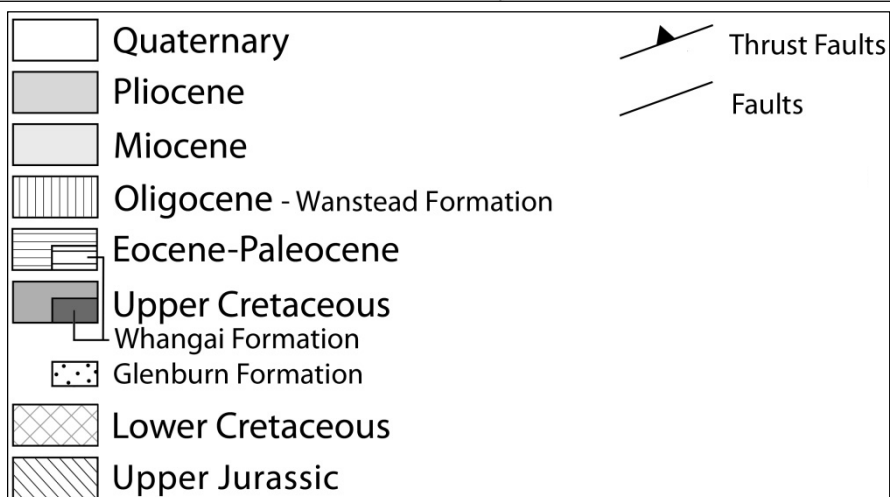 Quaternary
Pliocene
Miocene
Oligocene - Wanstead Formation
Eocene-Paleocene
Upper Cretaceous
Whangai Formation
Glenburn Formation
Lower Cretaceous
Upper Jurassic
Thrust Faults
Faults